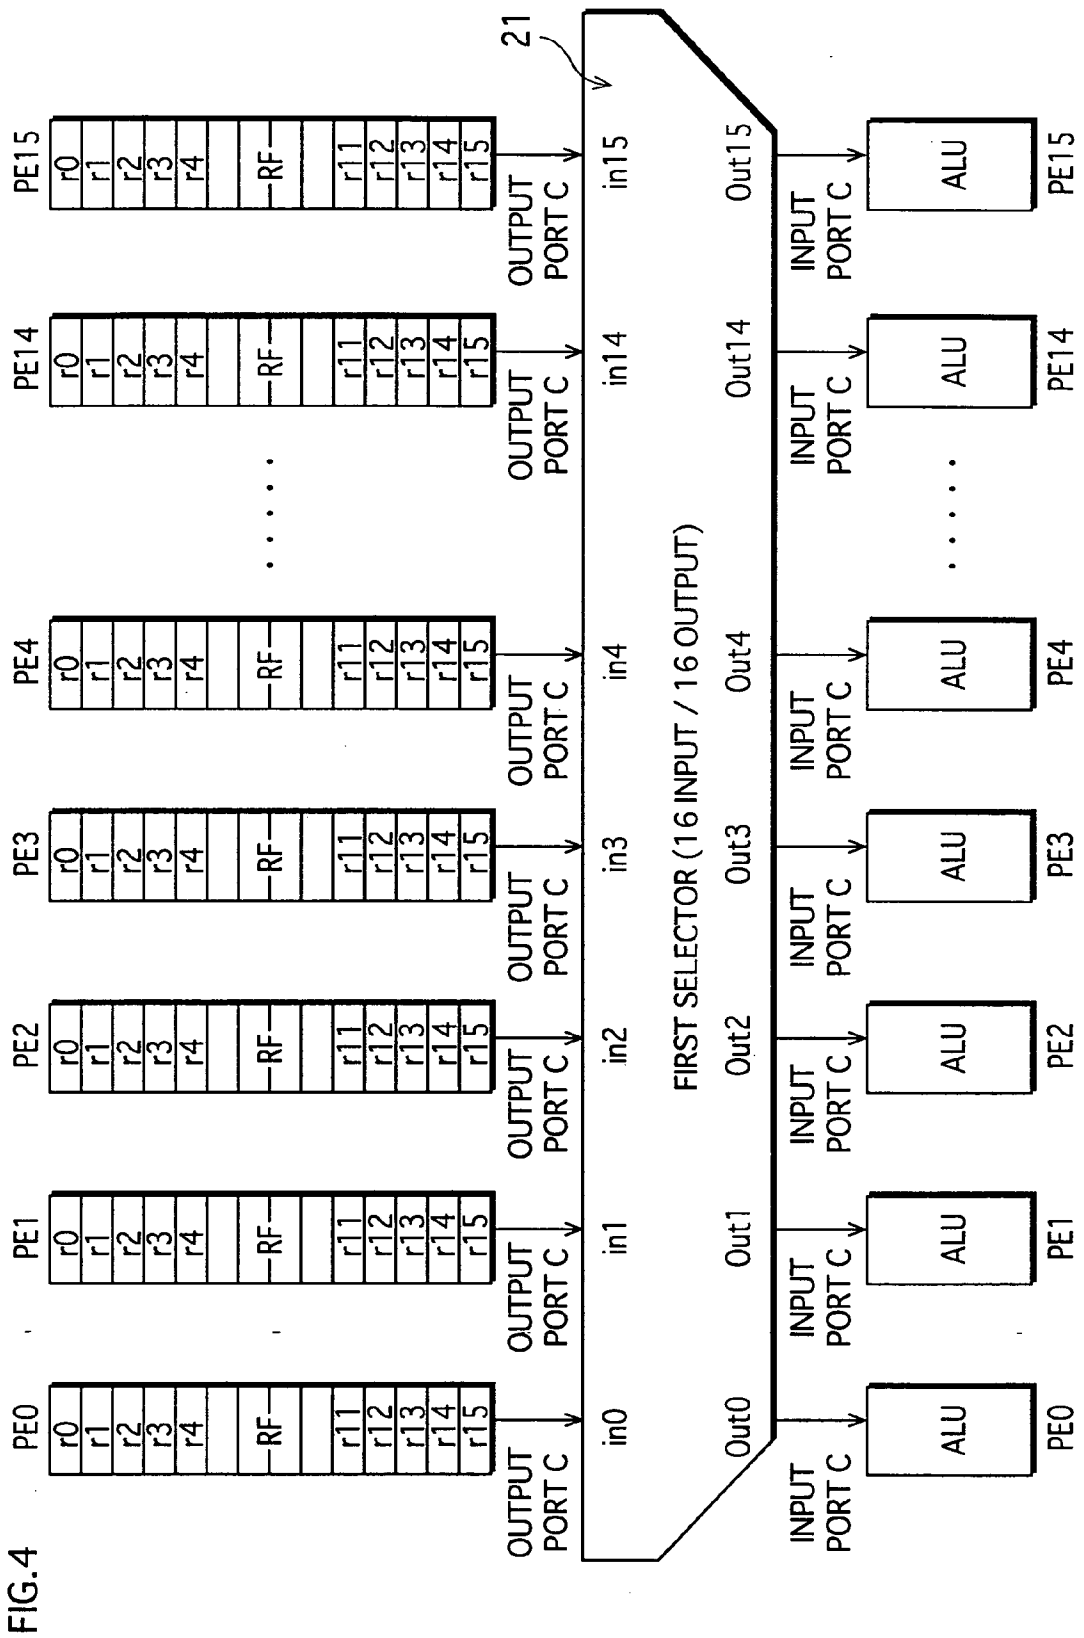 FIG.4
PE0
r0
r1
r2
r3
r4
RF
r11
r12
r13
r14
r15
PE1
r0
r1
r2
r3
r4
RF
r11
r12
r13
r14
r15
PE2
r0
r1
r2
r3
r4
RF
r11
r12
r13
r14
r15
PE3
r0
r1
r2
r3
r4
RF
r11
r12
r13
r14
r15
PE4
r0
r1
r2
r3
r4
RF
r11
r12
r13
r14
r15
.....
PE14
r0
r1
r2
r3
r4
RF
r11
r12
r13
r14
r15
PE15
r0
r1
r2
r3
r4
RF
r11
r12
r13
r14
r15
OUTPUT
PORT C
OUTPUT
PORT C
OUTPUT
PORT C
OUTPUT
PORT C
OUTPUT
PORT C
OUTPUT
PORT C
OUTPUT
PORT C
21
in0
in1
in2
in3
in4
in14
in15
FIRST SELECTOR (16 INPUT / 16 OUTPUT)
Out0
Out1
Out2
Out3
Out4
Out14
Out15
INPUT
PORT C
INPUT
PORT C
INPUT
PORT C
INPUT
PORT C
INPUT
PORT C
INPUT
PORT C
INPUT
PORT C
ALU
ALU
ALU
ALU
ALU
.....
ALU
ALU
PE0
PE1
PE2
PE3
PE4
PE14
PE15